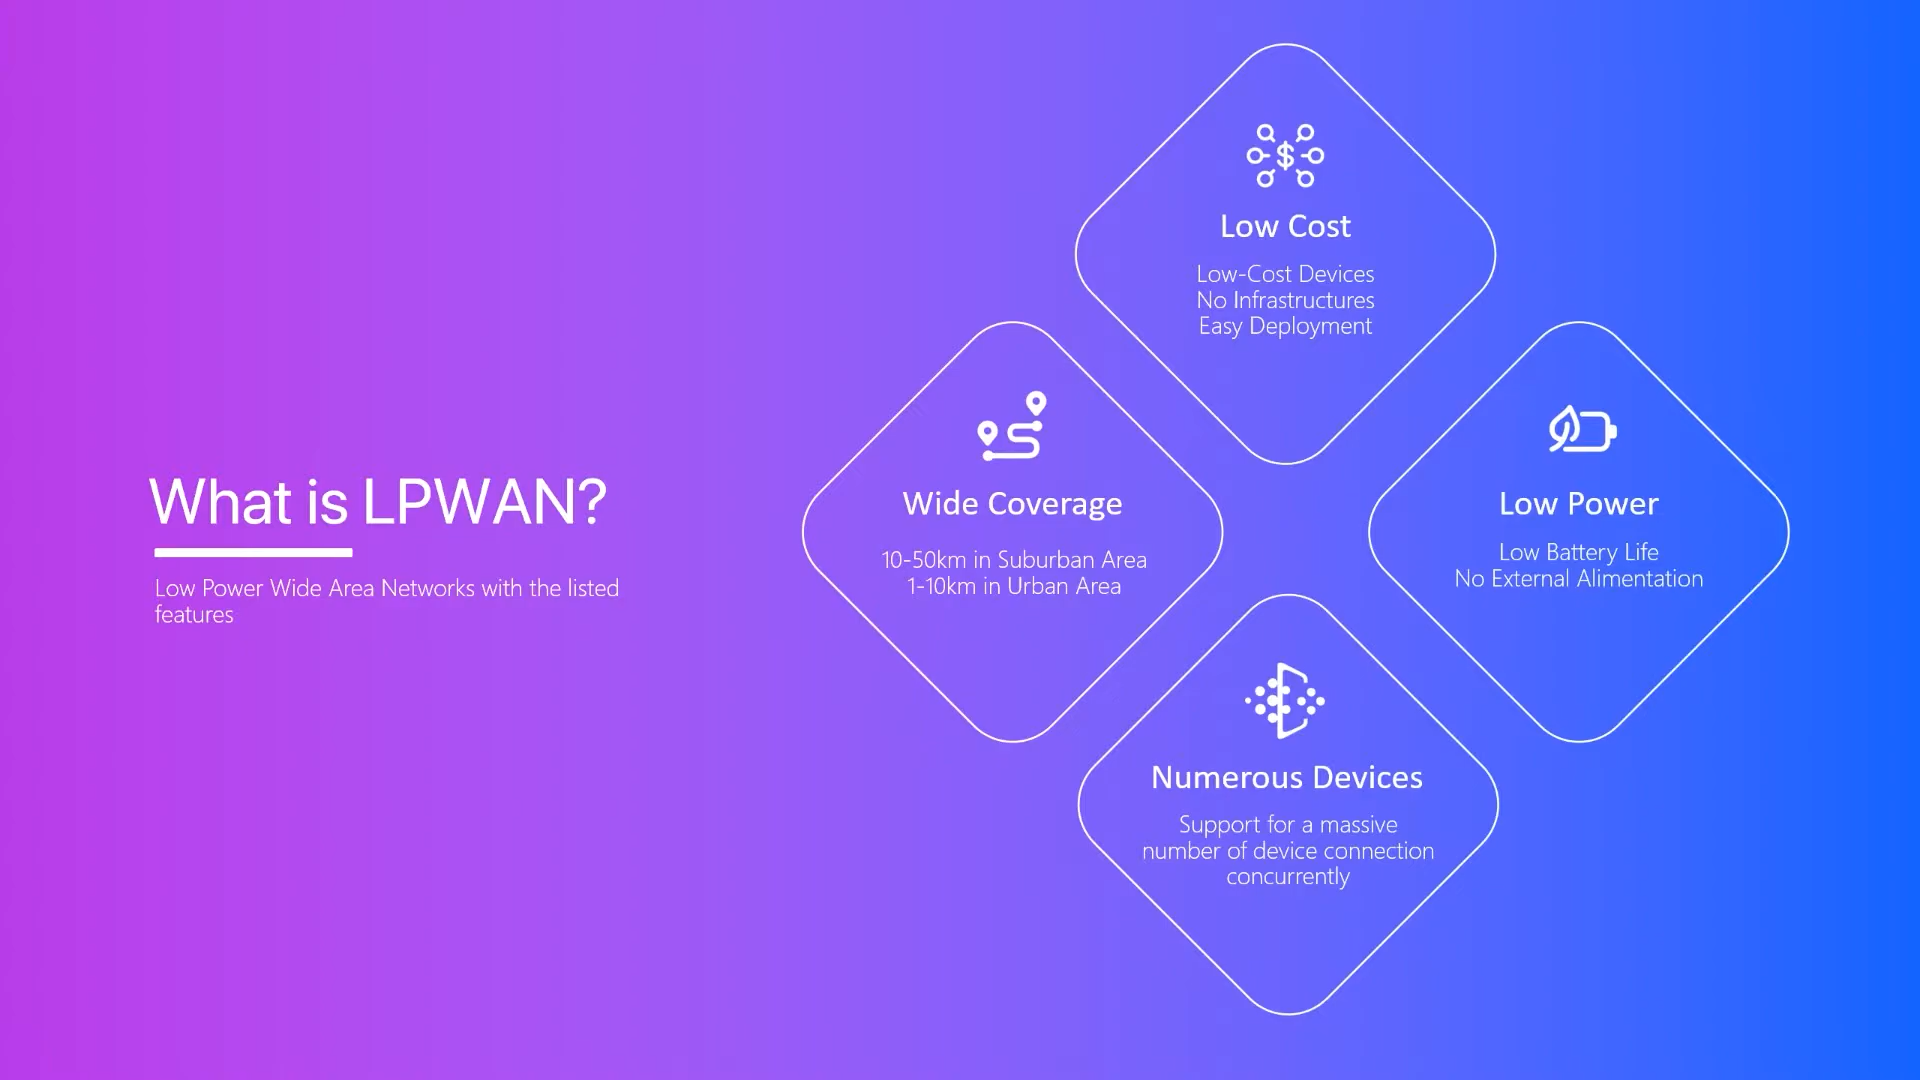 What is LPWAN?
Low Power Wide Area Networks with the listed
features
Low Cost
Low-Cost Devices
No Infrastructures
Easy Deployment
Wide Coverage
10-50km in Suburban Area
1-10km in Urban Area
Low Power
Low Battery Life
No External Alimentation
Numerous Devices
Support for a massive
number of device connection
concurrently